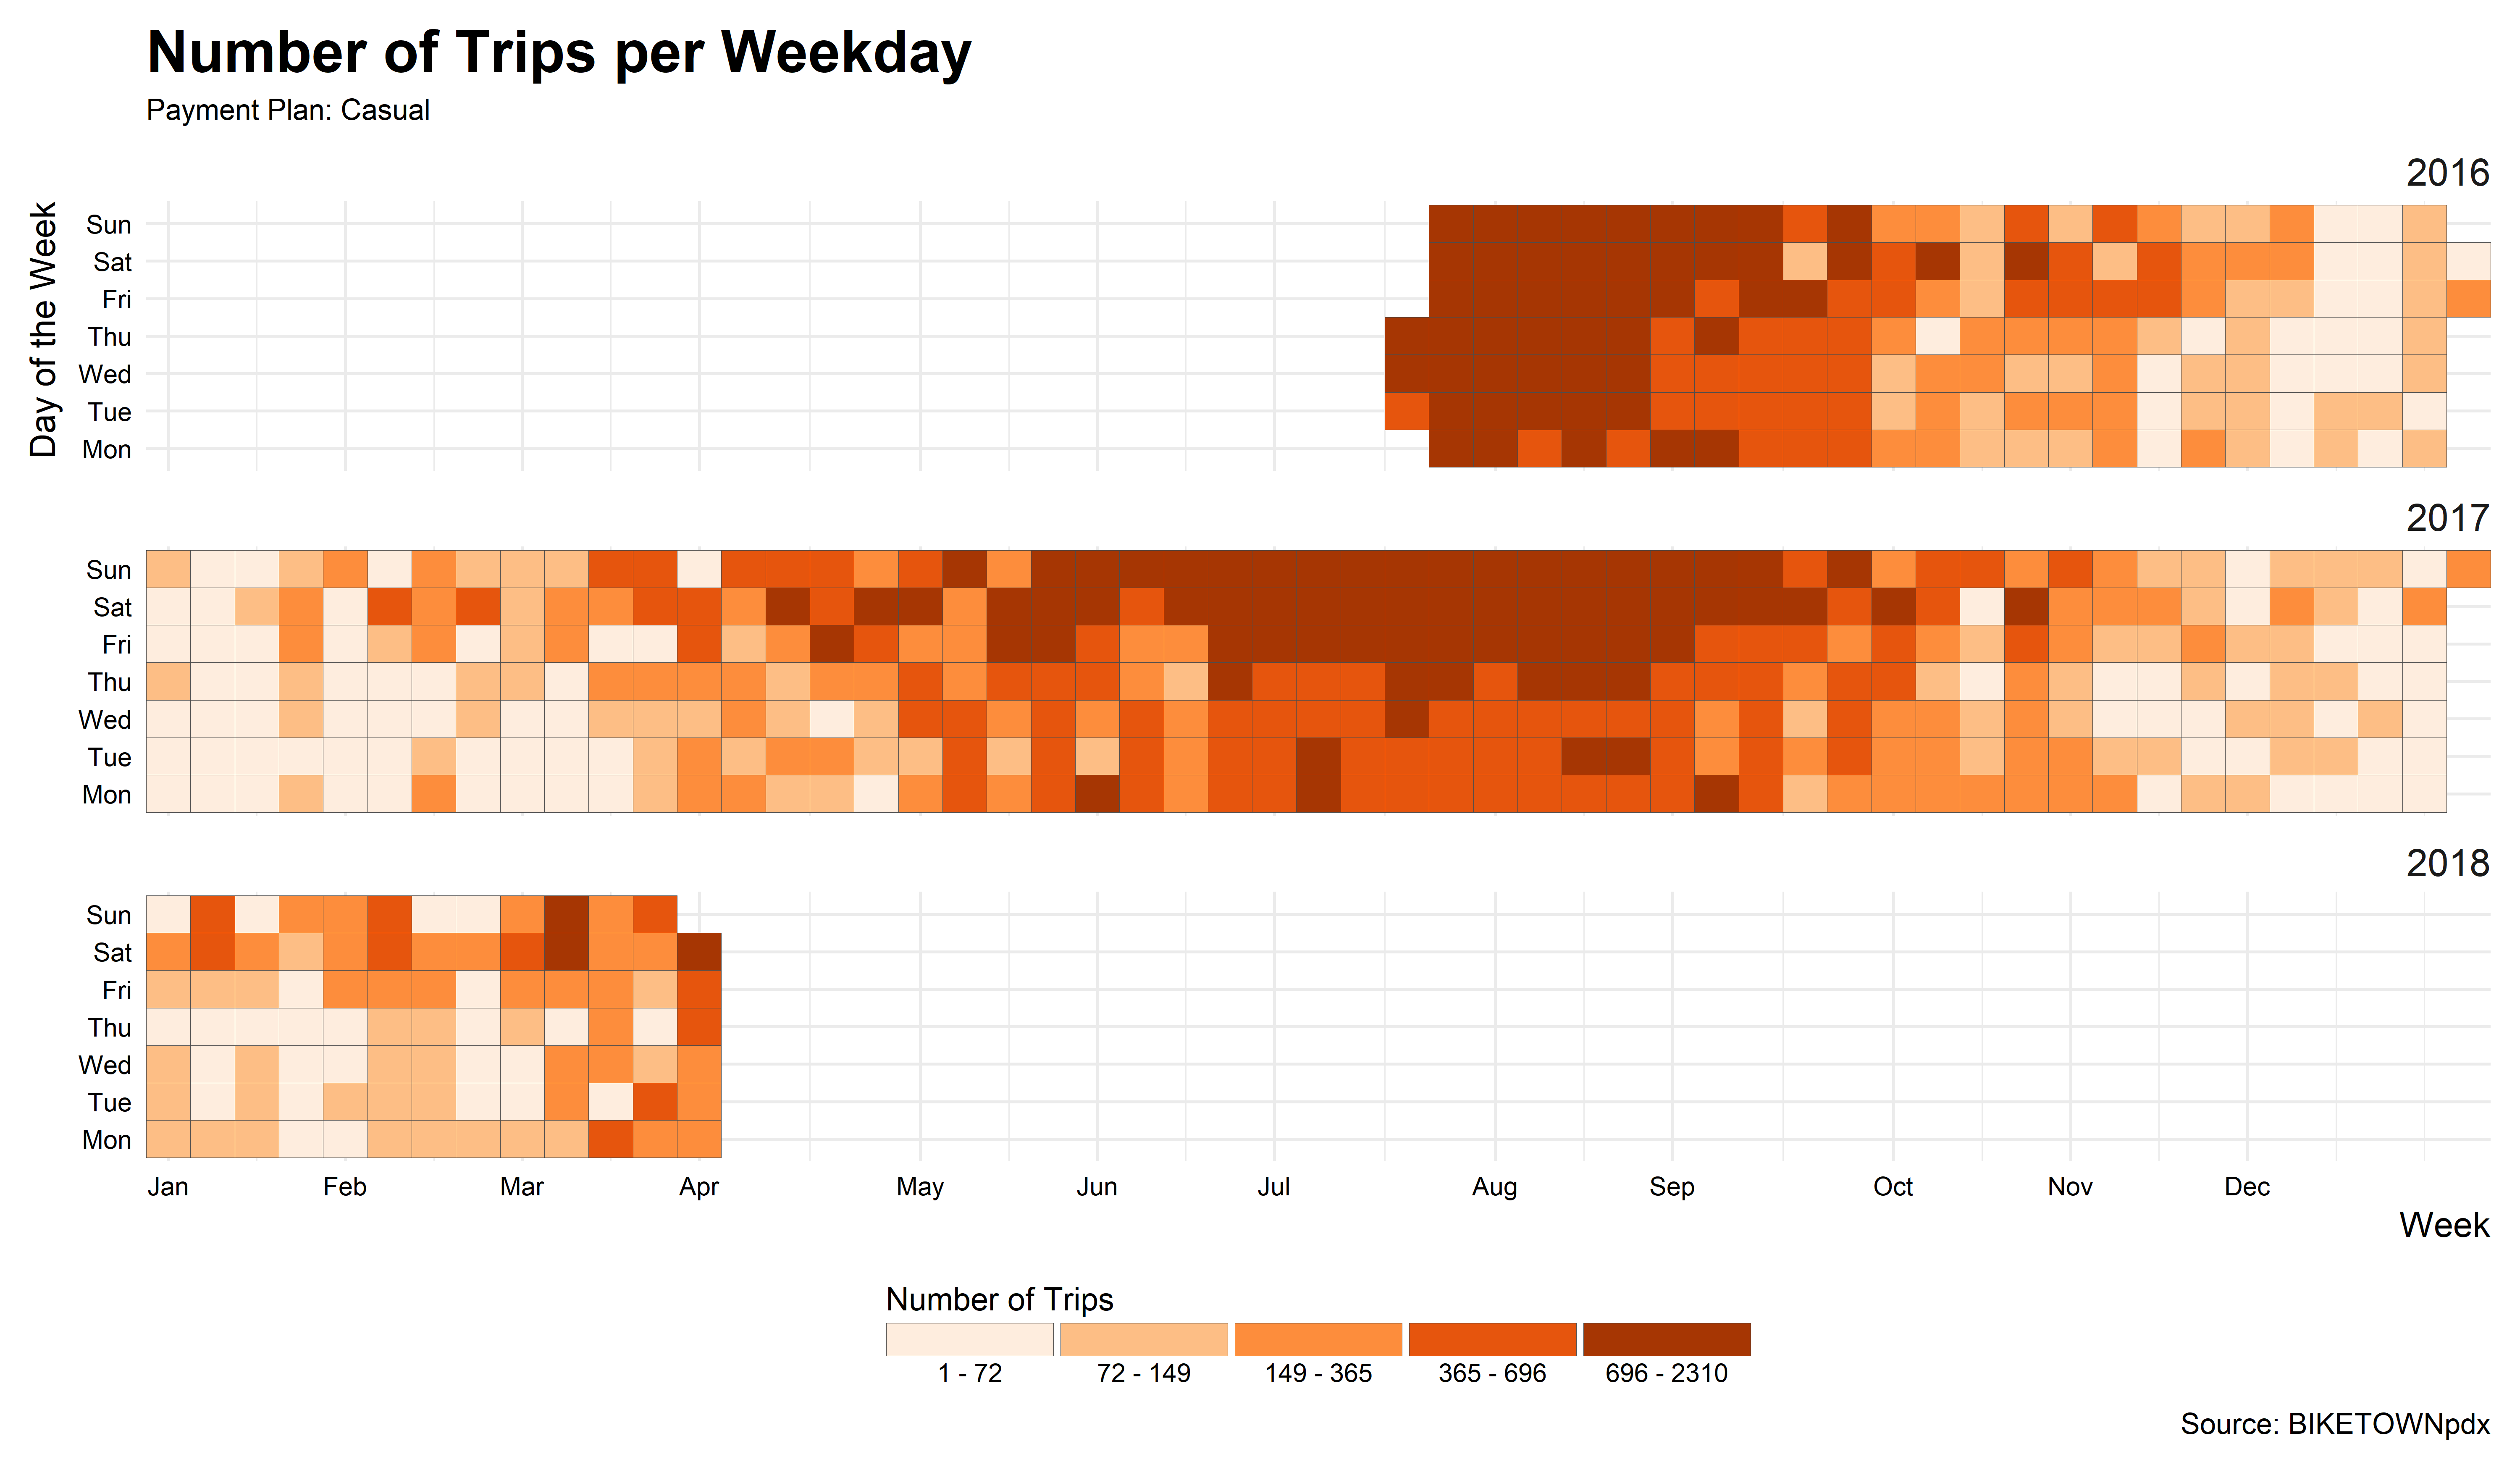 Number of Trips per Weekday
Payment Plan: Casual
2016
Day of the Week
Sun
Sat
Fri
Thu
Wed
Tue
Mon
2017
Sun
Sat
Fri
Thu
Wed
Tue
Mon
2018
Sun
Sat
Fri
Thu
Wed
Tue
Mon
Jan Feb Mar Apr May Jun Jul Aug Sep Oct Nov Dec
Week
Number of Trips
1 - 72 72 - 149 149 - 365 365 - 696 696 - 2310
Source: BIKETOWNpdx